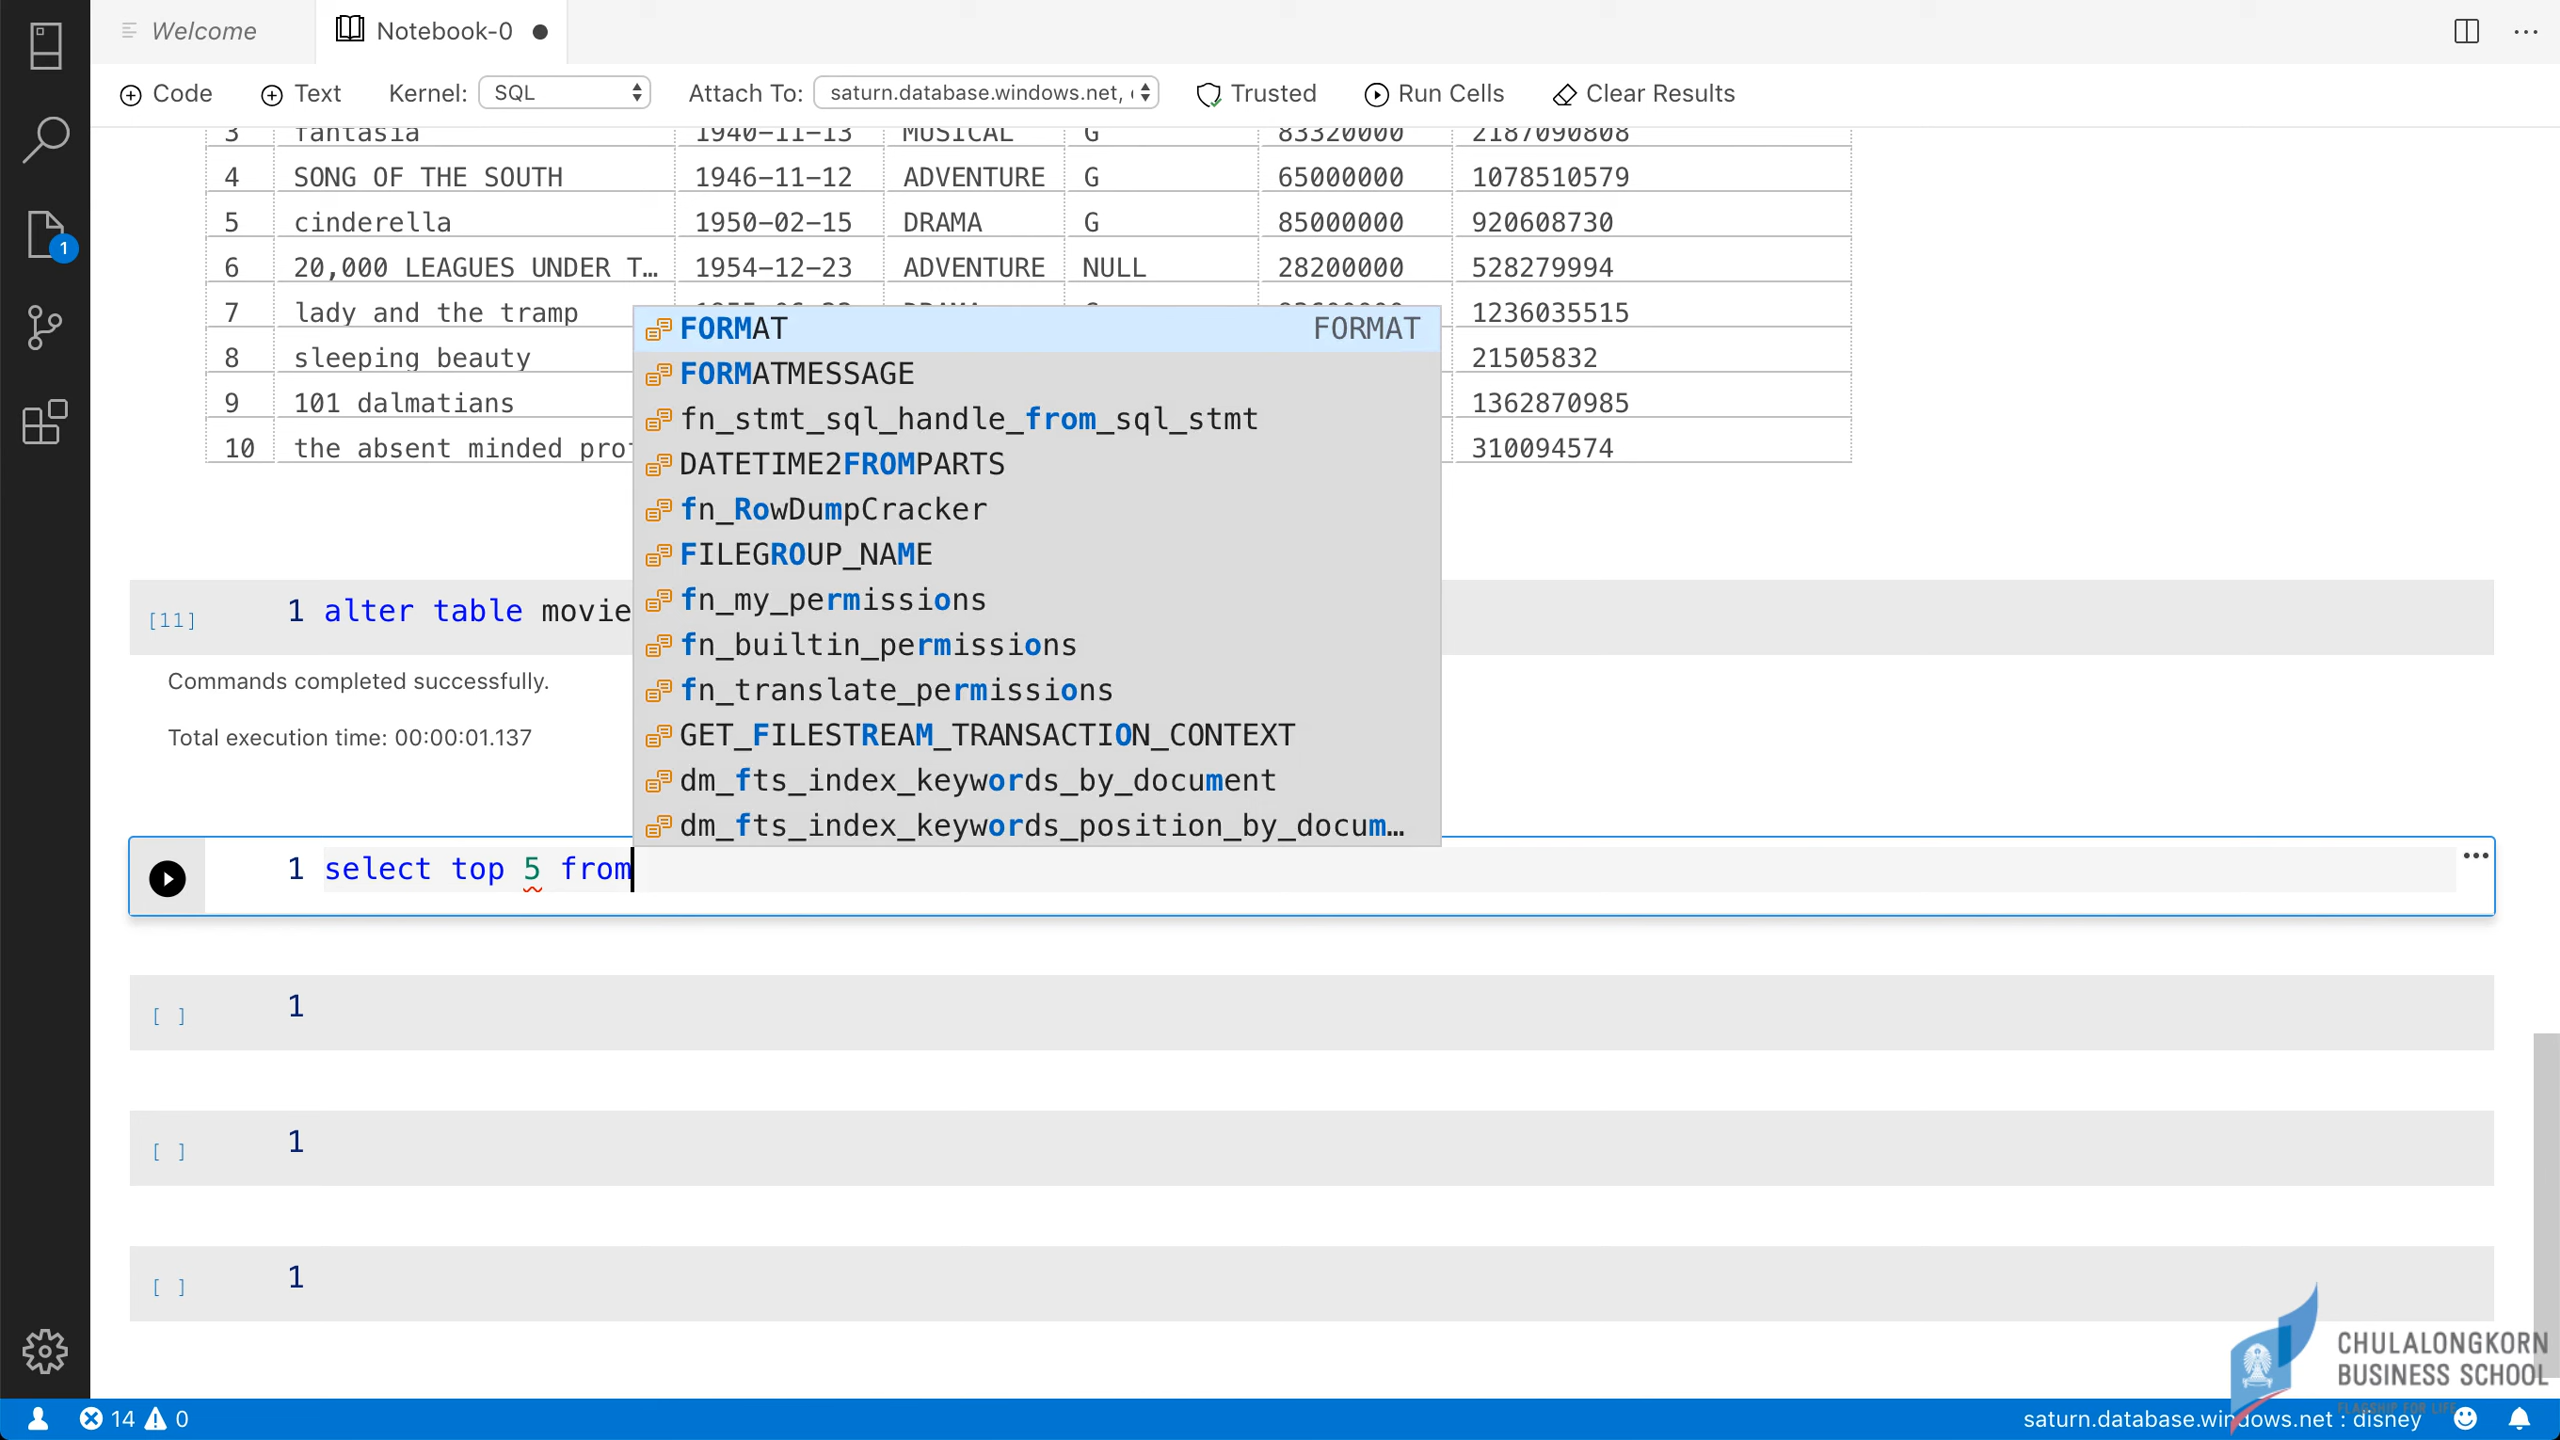 Welcome
Notebook-0
Code Text Kernel: SQL Attach To: saturn.database.windows.net, Trusted Run Cells Clear Results
3 fantasia 1940-11-13 MUSICAL G 83320000 2187090808
4 SONG OF THE SOUTH 1946-11-12 ADVENTURE G 65000000 1078510579
1
5 cinderella 1950-02-15 DRAMA G 85000000 920608730
6 20,000 LEAGUES UNDER T… 1954-12-23 ADVENTURE NULL 28200000 528279994
7 lady and the tramp 1236035515
FORMAT FORMAT
8 sleeping beauty 21505832
FORMATMESSAGE
9 101 dalmatians 1362870985
fn_stmt_sql_handle_from_sql_stmt
10 the absent minded pro 310094574
DATETIME2FROMPARTS
fn_RowDumpCracker
FILEGROUP_NAME
fn_my_permissions
fn_builtin_permissions
fn_translate_permissions
GET_FILESTREAM_TRANSACTION_CONTEXT
dm_fts_index_keywords_by_document
dm_fts_index_keywords_position_by_docum…
[11] 1 alter table movie
Commands completed successfully.
Total execution time: 00:00:01.137
1 select top 5 from
[ ] 1
[ ] 1
[ ] 1
CHULALONGKORN
BUSINESS SCHOOL
FLAGSHIP FOR LIFE
14 0 saturn.database.windows.net : disney